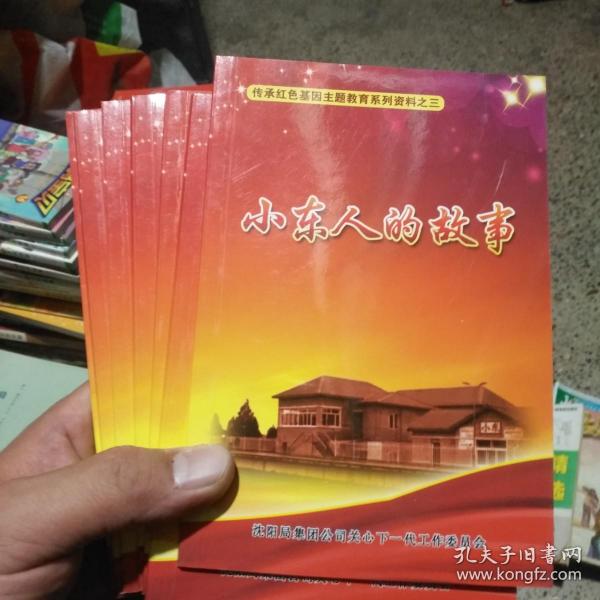 传承红色基因主题教育系列资料之三
小东人的故事
小东
沈阳局集团公司关心下一代工作委员会
孔夫子旧书网
www.kongfz.com